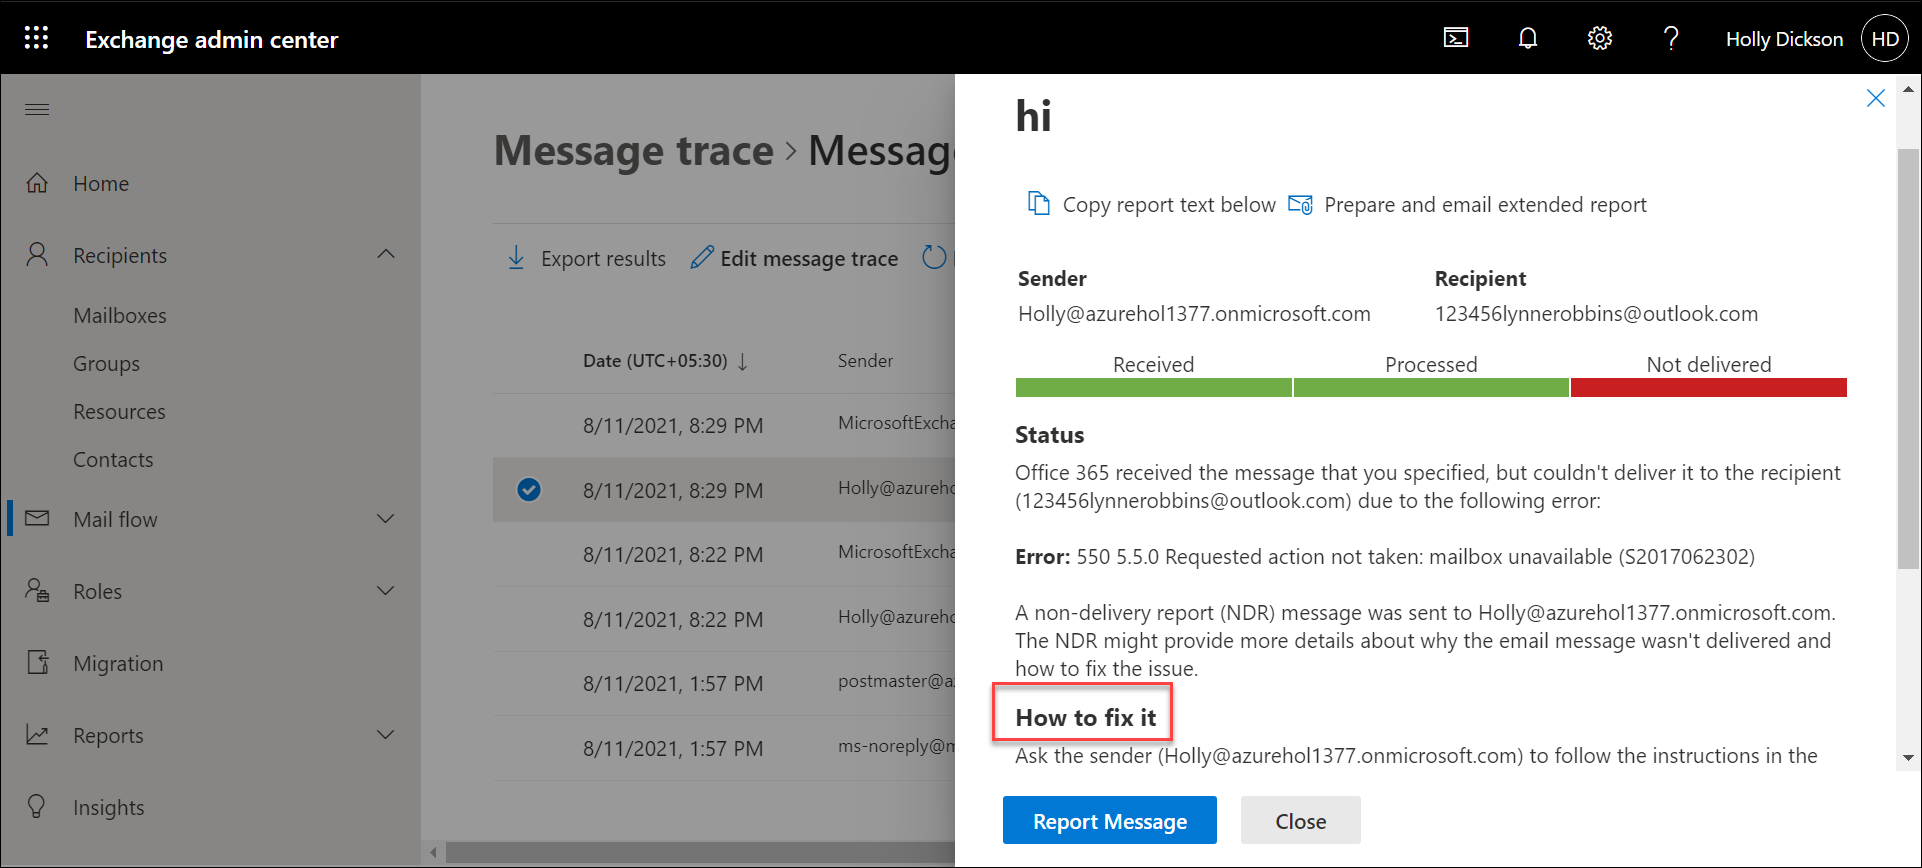 Exchange admin center
Holly Dickson
HD
Home
Recipients
Mailboxes
Groups
Resources
Contacts
Mail flow
Roles
Migration
Reports
Insights
Message trace > Messag
Export results
Edit message trace
Date (UTC+05:30) ↓ Sender
8/11/2021, 8:29 PM MicrosoftExcha
8/11/2021, 8:29 PM Holly@azureho
8/11/2021, 8:22 PM MicrosoftExcha
8/11/2021, 8:22 PM Holly@azureho
8/11/2021, 1:57 PM postmaster@az
8/11/2021, 1:57 PM ms-noreply@m
hi
Copy report text below Prepare and email extended report
Sender Recipient
Holly@azurehol1377.onmicrosoft.com 123456lynnerobbins@outlook.com
Received Processed Not delivered
Status
Office 365 received the message that you specified, but couldn't deliver it to the recipient
(123456lynnerobbins@outlook.com) due to the following error:
Error: 550 5.5.0 Requested action not taken: mailbox unavailable (S2017062302)
A non-delivery report (NDR) message was sent to Holly@azurehol1377.onmicrosoft.com.
The NDR might provide more details about why the email message wasn't delivered and
how to fix the issue.
How to fix it
Ask the sender (Holly@azurehol1377.onmicrosoft.com) to follow the instructions in the
Report Message Close